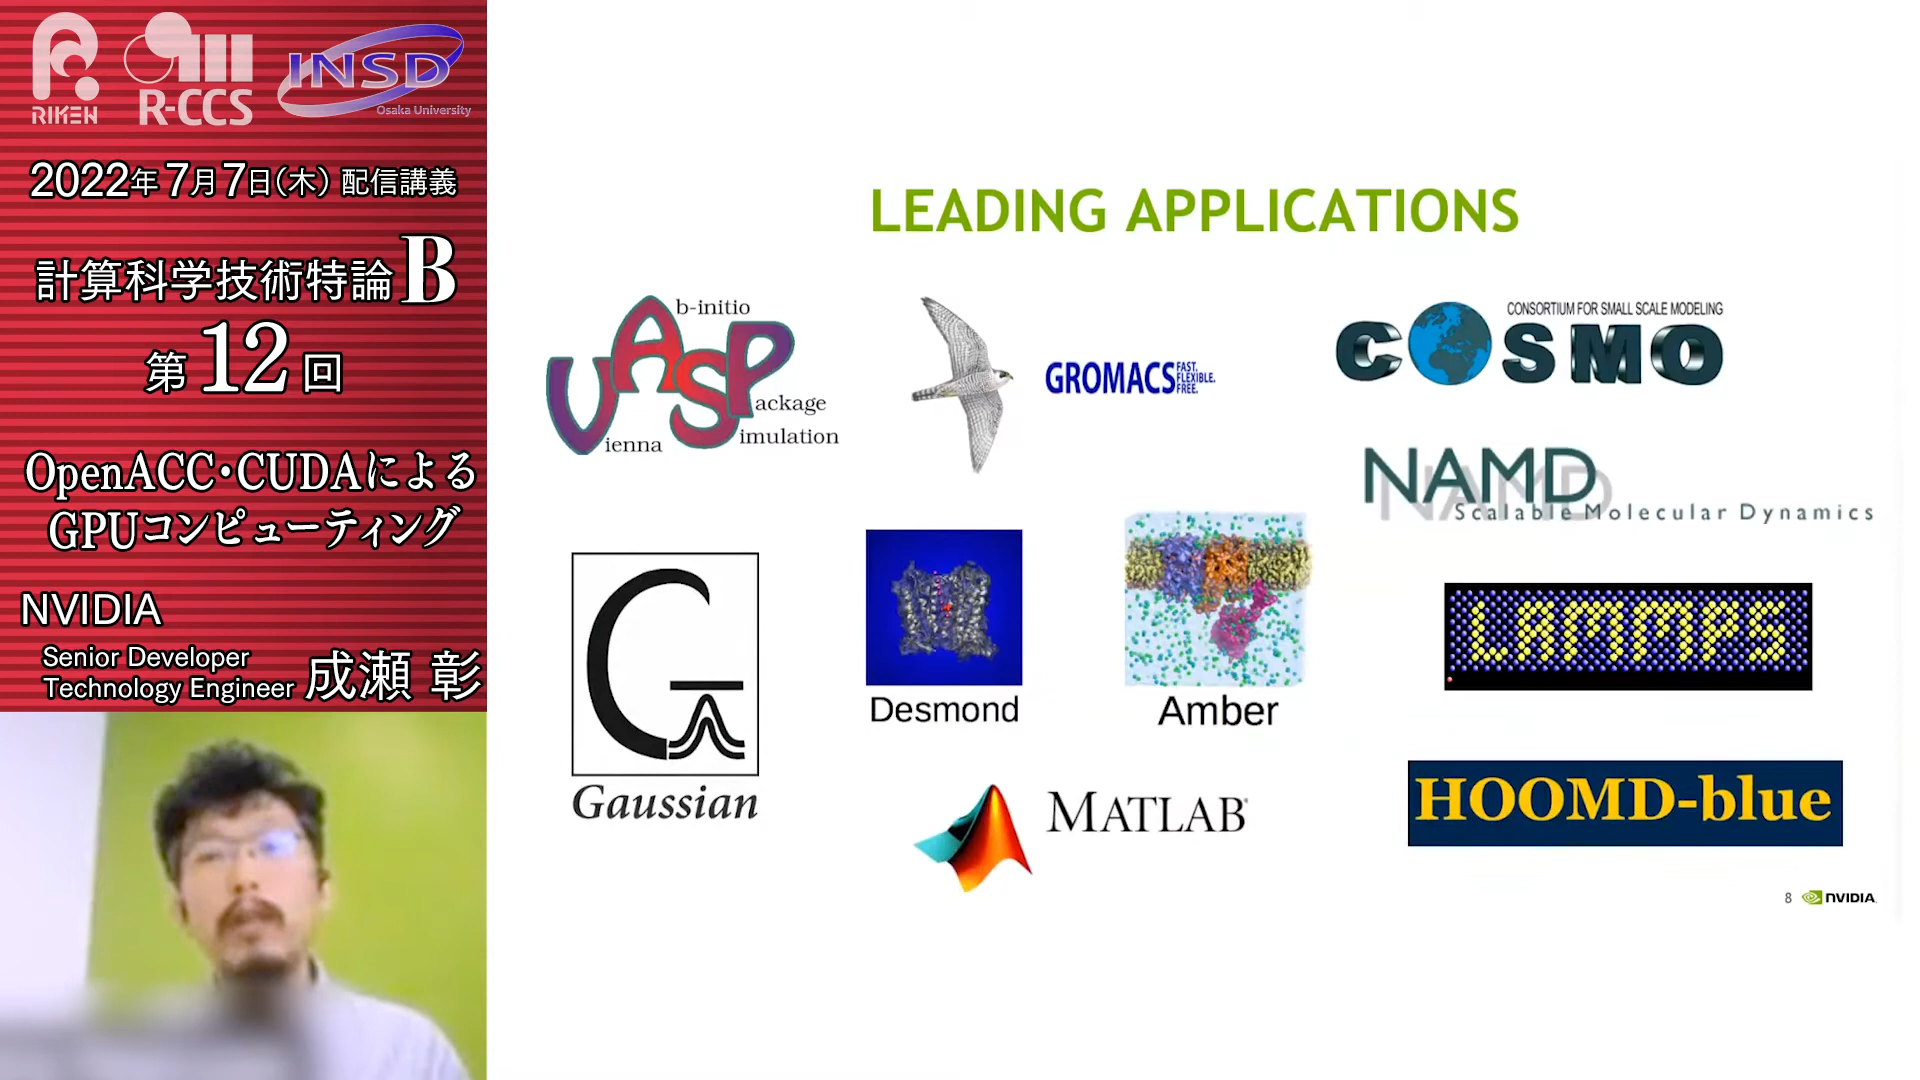 RIKEN
R-CCS
INSD
Osaka University
2022年7月7日(木) 配信講義
計算科学技術特論B
第12回
OpenACC・CUDAによる
GPUコンピューティング
NVIDIA
Senior Developer
Technology Engineer
成瀬 彰
LEADING APPLICATIONS
VASP
b-initio
ackage
imulation
ienna
GROMACS
FAST.
FLEXIBLE.
FREE.
CONSORTIUM FOR SMALL SCALE MODELING
COSMO
NAMD
Scalable Molecular Dynamics
G
Gaussian
Desmond
Amber
LAMMPS
MATLAB
HOOMD-blue
8
NVIDIA.